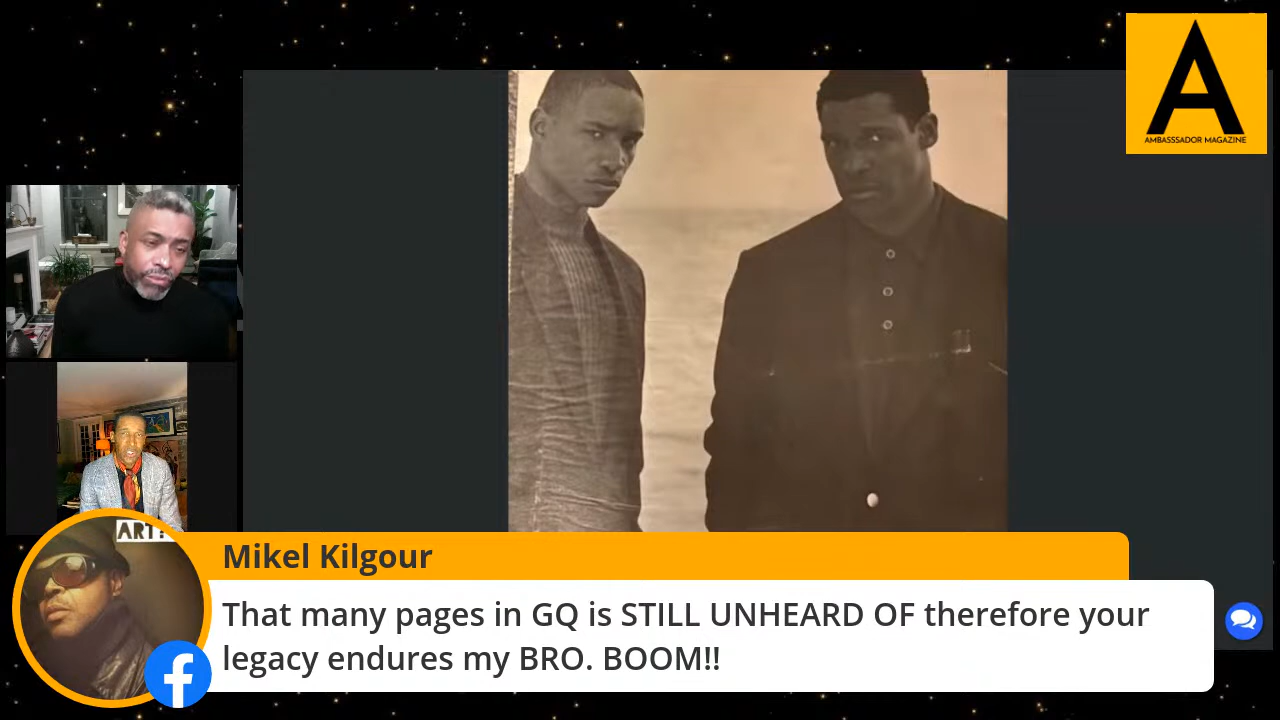 A
AMBASSSADOR MAGAZINE
ART?
Mikel Kilgour
That many pages in GQ is STILL UNHEARD OF therefore your
legacy endures my BRO. BOOM!!